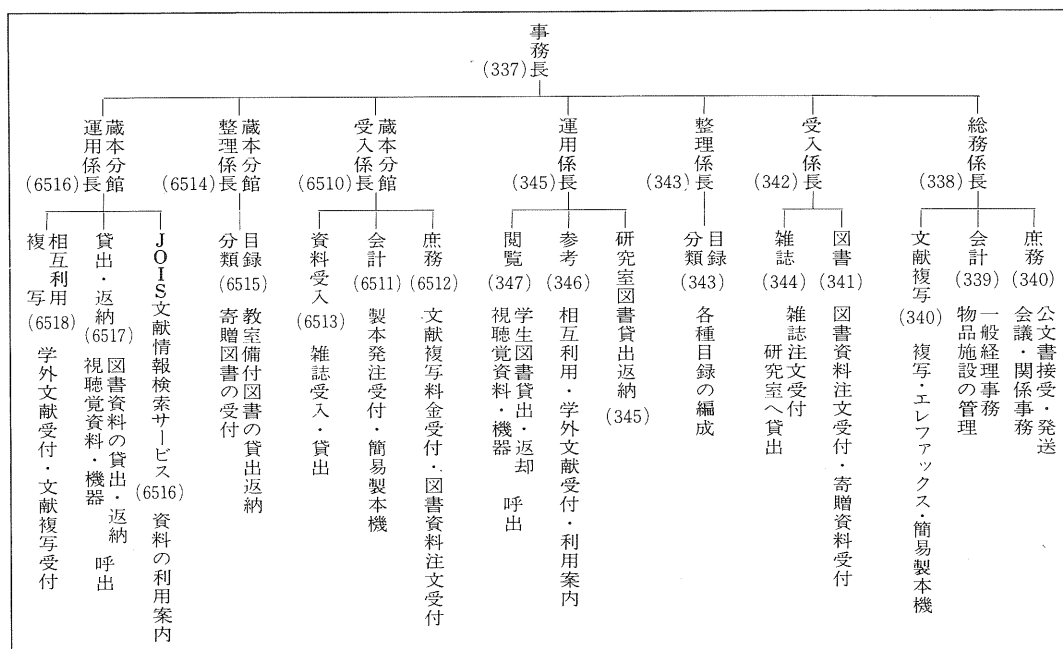 事務長
(337)
総務係長
(338)
庶務
(340)
公文書接受・発送
会議・関係事務
会計
(339)
一般経理事務
物品施設の管理
文献複写
(340)
複写・エレファックス・簡易製本機
受入係長
(342)
図書
(341)
図書資料注文受付・寄贈資料受付
雑誌
(344)
雑誌注文受付
研究室へ貸出
整理係長
(343)
目録
分類
(343)
各種目録の編成
運用係長
(345)
研究室図書貸出返納
(345)
参考
(346)
相互利用・学外文献受付・利用案内
閲覧
(347)
学生図書貸出・返却 呼出
視聴覚資料・機器
蔵本分館
受入係長
(6510)
庶務
(6512)
文献複写料金受付・図書資料注文受付
会計
(6511)
製本発注受付・簡易製本機
資料受入
(6513)
雑誌受入・貸出
蔵本分館
整理係長
(6514)
目録
分類
(6515)
教室備付図書の貸出返納
寄贈図書の受付
蔵本分館
運用係長
(6516)
JOIS文献情報検索サービス
(6516)
資料の利用案内
貸出・返納
(6517)
図書資料の貸出・返納 呼出
視聴覚資料・機器
相互利用
複写
(6518)
学外文献受付・文献複写受付